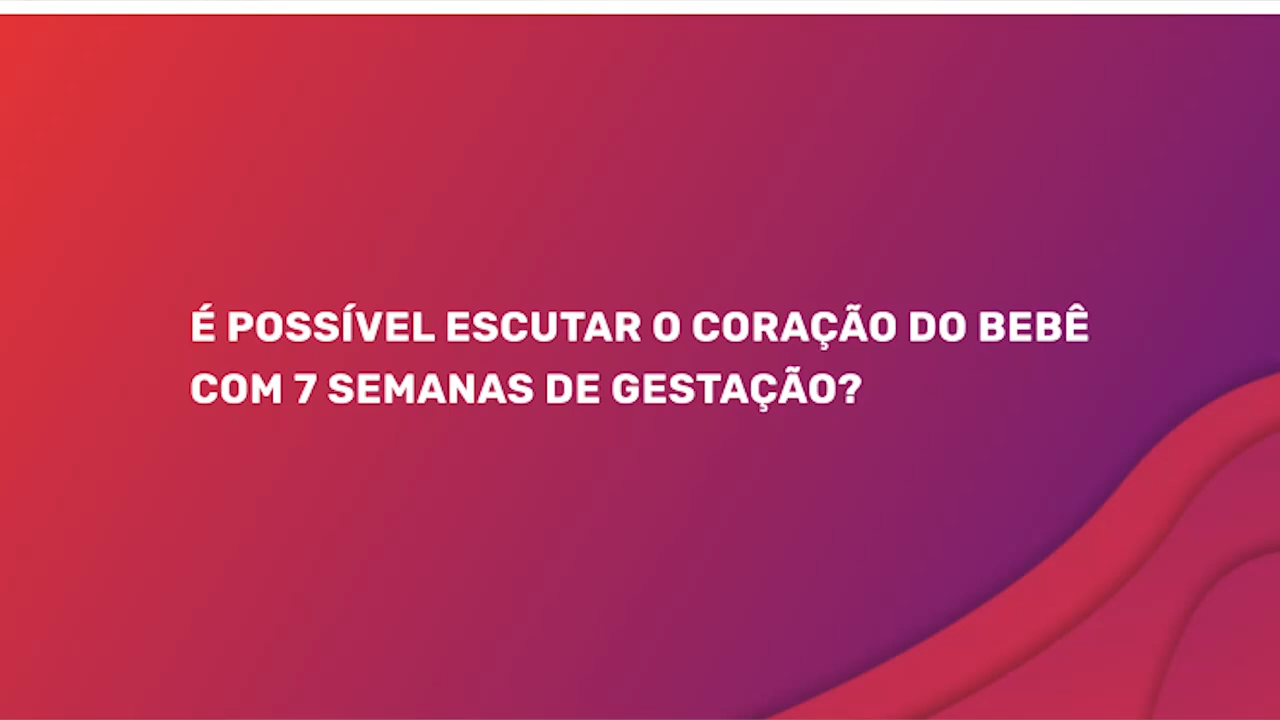 É POSSÍVEL ESCUTAR O CORAÇÃO DO BEBÊ
COM 7 SEMANAS DE GESTAÇÃO?